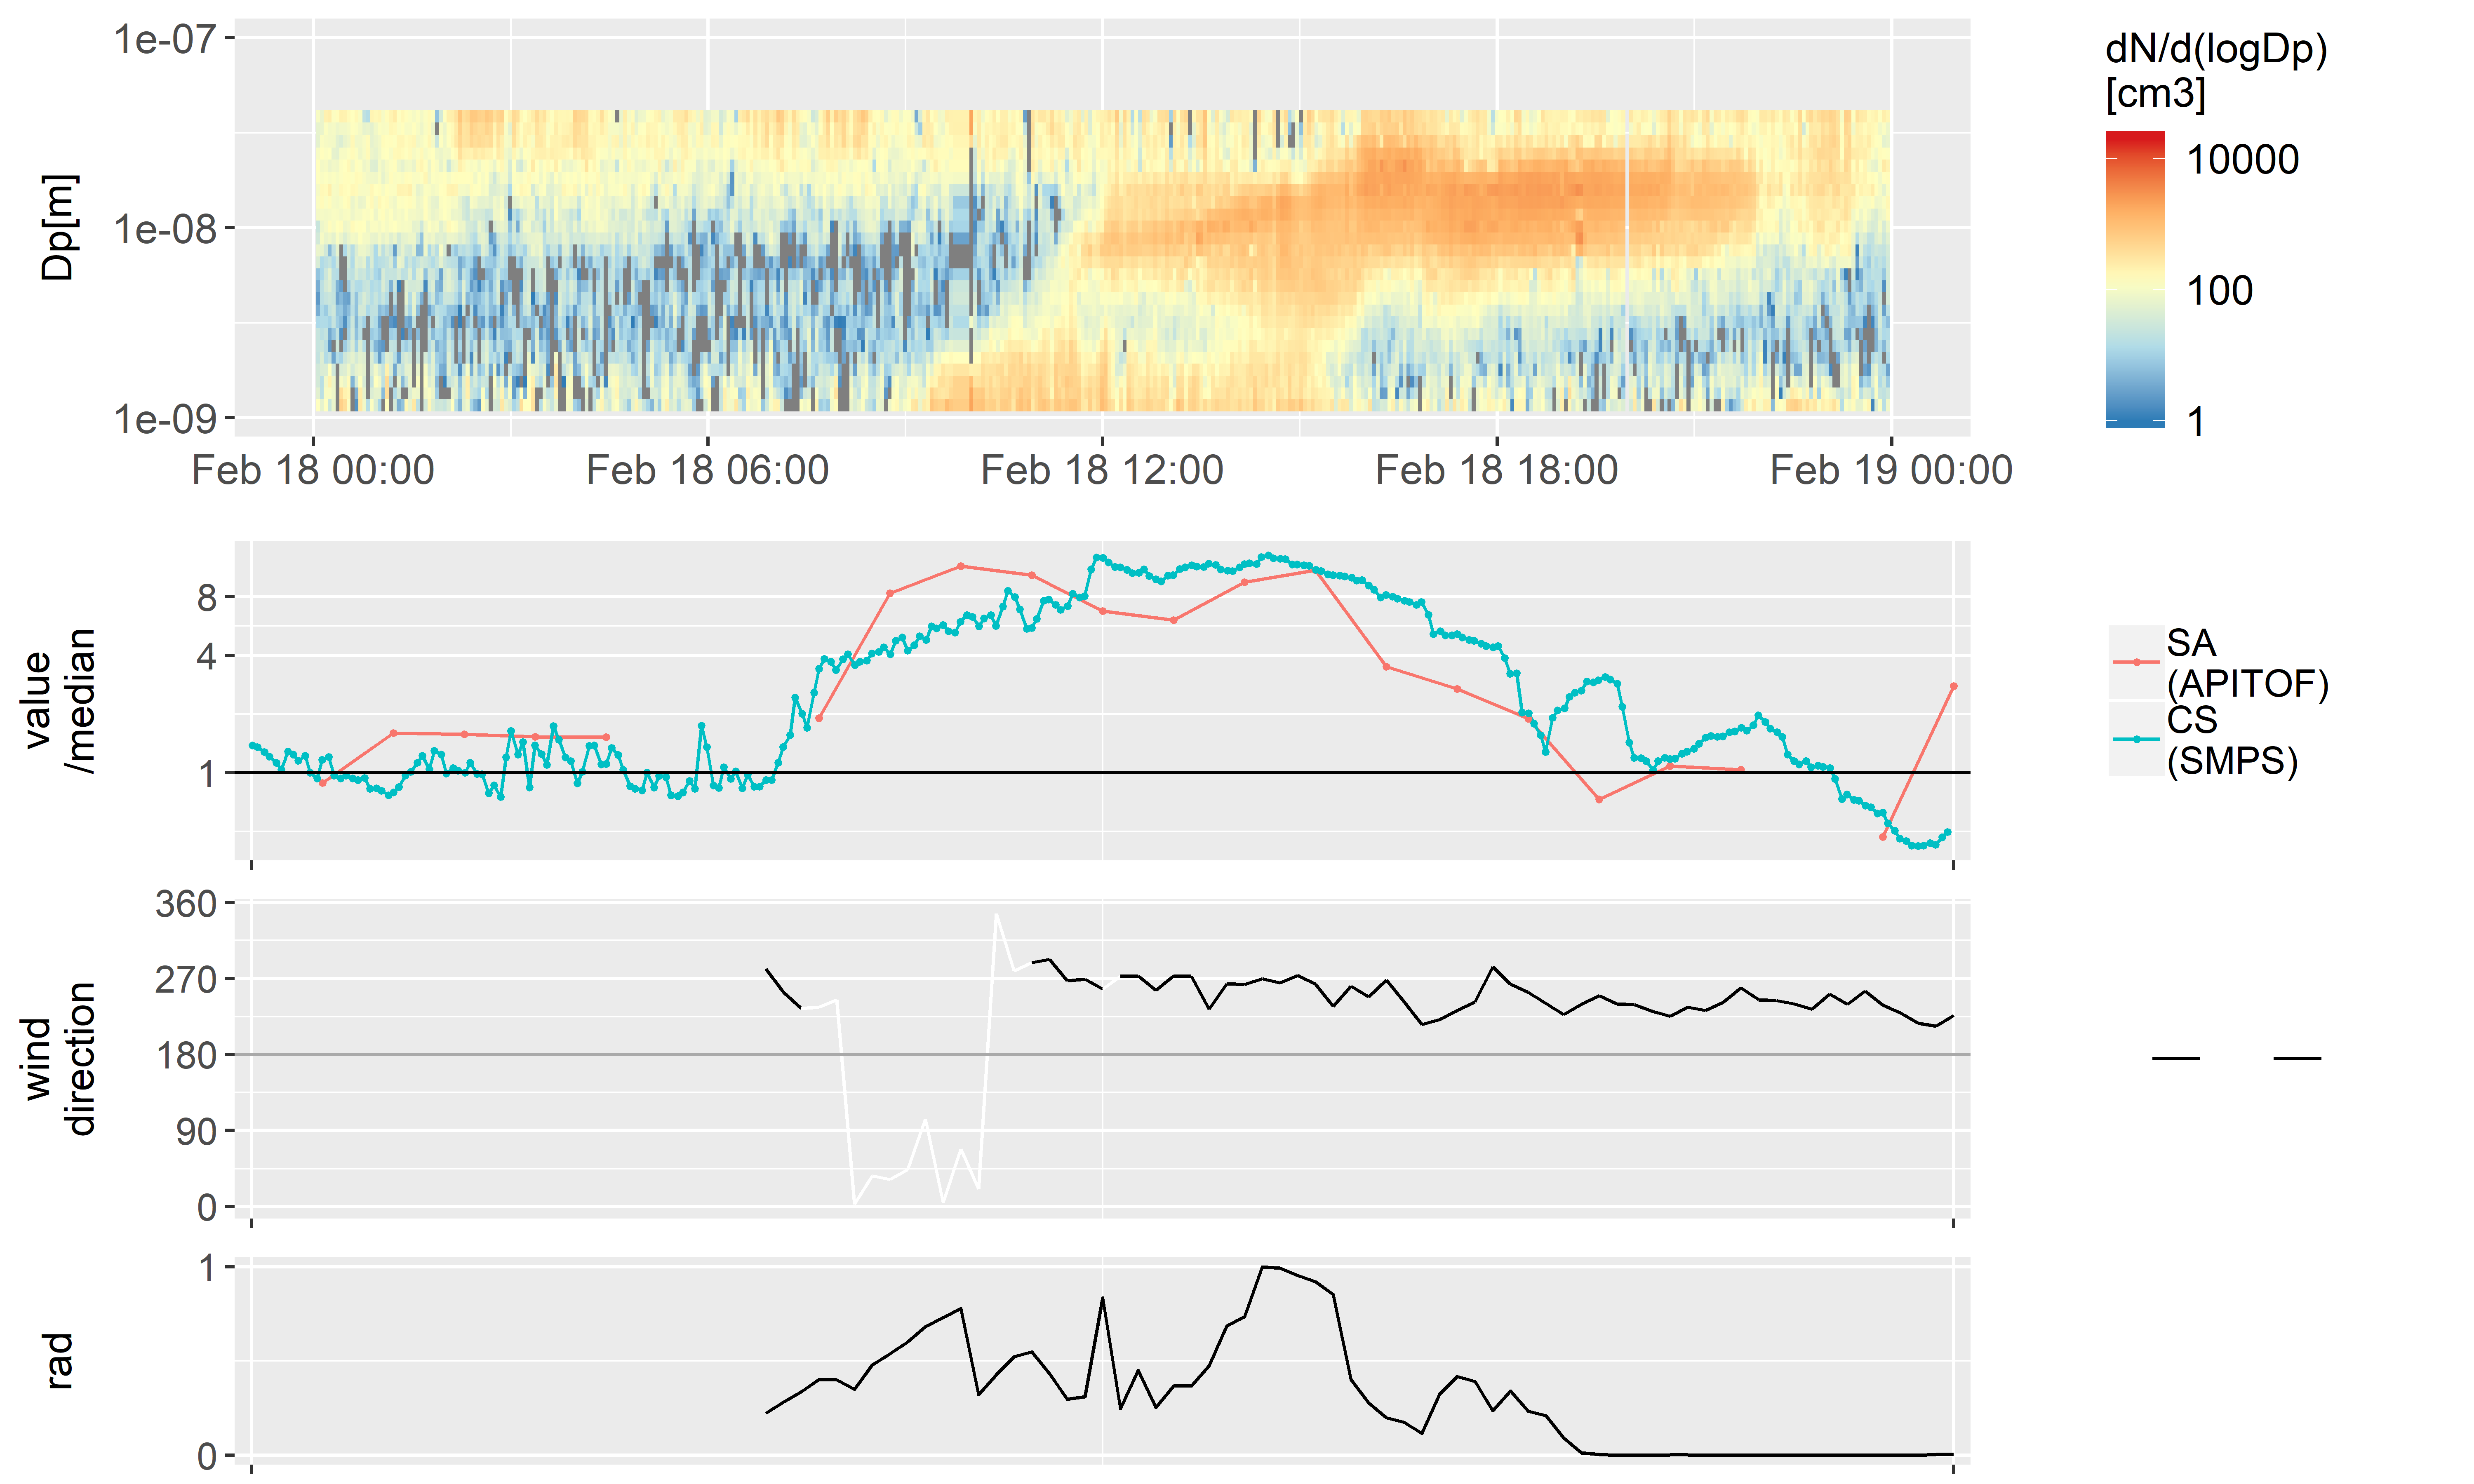 dN/d(logDp)
[cm3]
10000
100
1
Dp[m]
1e-07
1e-08
1e-09
Feb 18 00:00
Feb 18 06:00
Feb 18 12:00
Feb 18 18:00
Feb 19 00:00
value
/median
8
4
1
SA
(APITOF)
CS
(SMPS)
wind
direction
360
270
180
90
0
rad
1
0